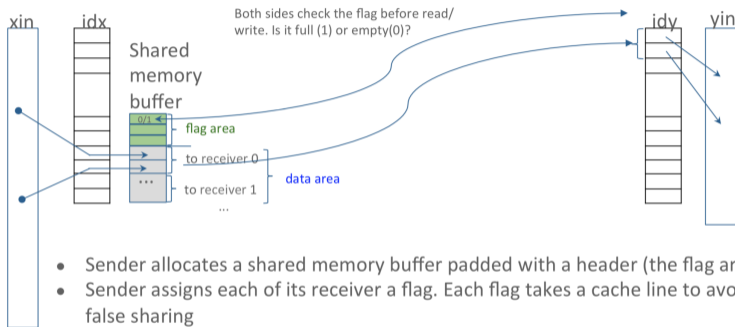 xin
idx
Both sides check the flag before read/
write. Is it full (1) or empty(0)?
idy
yin
Shared
memory
buffer
0/1
flag area
to receiver 0
...
data area
to receiver 1
...
• Sender allocates a shared memory buffer padded with a header (the flag
• Sender assigns each of its receiver a flag. Each flag takes a cache line to
false sharing